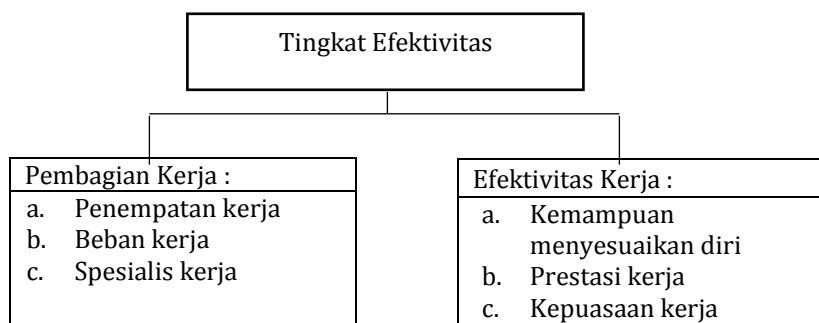 Tingkat Efektivitas
Pembagian Kerja :
a. Penempatan kerja
b. Beban kerja
c. Spesialis kerja
Efektivitas Kerja :
a. Kemampuan
menyesuaikan diri
b. Prestasi kerja
c. Kepuasaan kerja